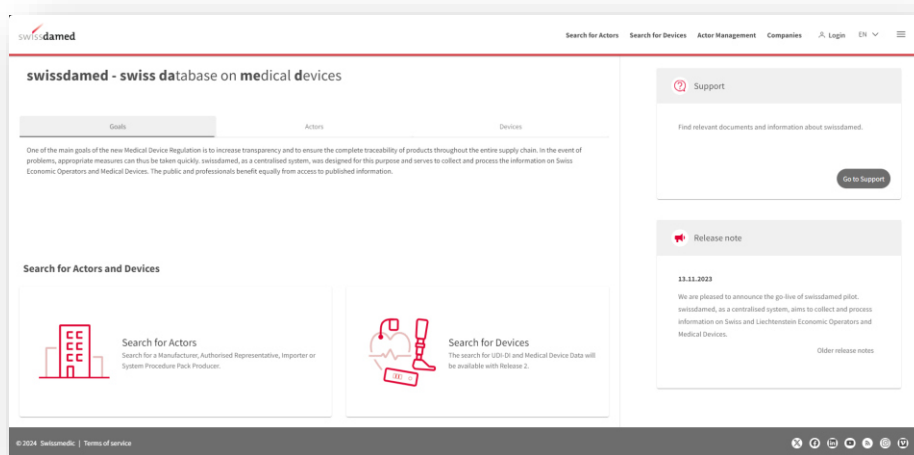 swissdamed
Search for Actors Search for Devices Actor Management Companies Login EN
swissdamed - swiss database on medical devices
Goals Actors Devices
One of the main goals of the new Medical Device Regulation is to increase transparency and to ensure the complete traceability of products throughout the entire supply chain. In the event of
problems, appropriate measures can thus be taken quickly. swissdamed, as a centralised system, was designed for this purpose and serves to collect and process the information on Swiss
Economic Operators and Medical Devices. The public and professionals benefit equally from access to published information.
Search for Actors and Devices
Search for Actors
Search for a Manufacturer, Authorised Representative, Importer or
System Procedure Pack Producer.
Search for Devices
The search for UDI-DI and Medical Device Data will
be available with Release 2.
Support
Find relevant documents and information about swissdamed.
Go to Support
Release note
13.11.2023
We are pleased to announce the go-live of swissdamed pilot.
swissdamed, as a centralised system, aims to collect and process
information on Swiss and Liechtenstein Economic Operators and
Medical Devices.
Older release notes
© 2024 Swissmedic | Terms of service